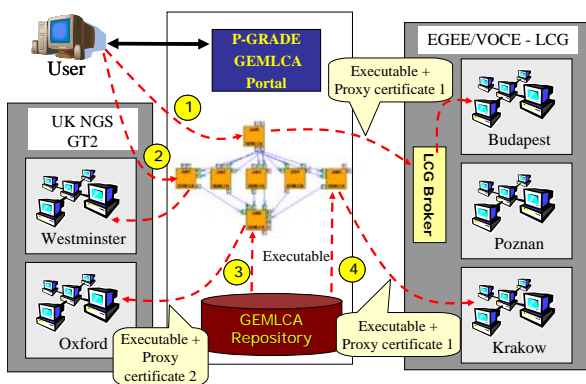 User
P-GRADE
GEMLCA
Portal
EGEE/VOCE - LCG
Executable +
Proxy certificate 1
Budapest
1
UK NGS
GT2
2
LCG Broker
Westminster
Poznan
3
Executable
4
Oxford
GEMLCA
Repository
Executable +
Proxy
certificate 2
Executable +
Proxy certificate 1
Krakow